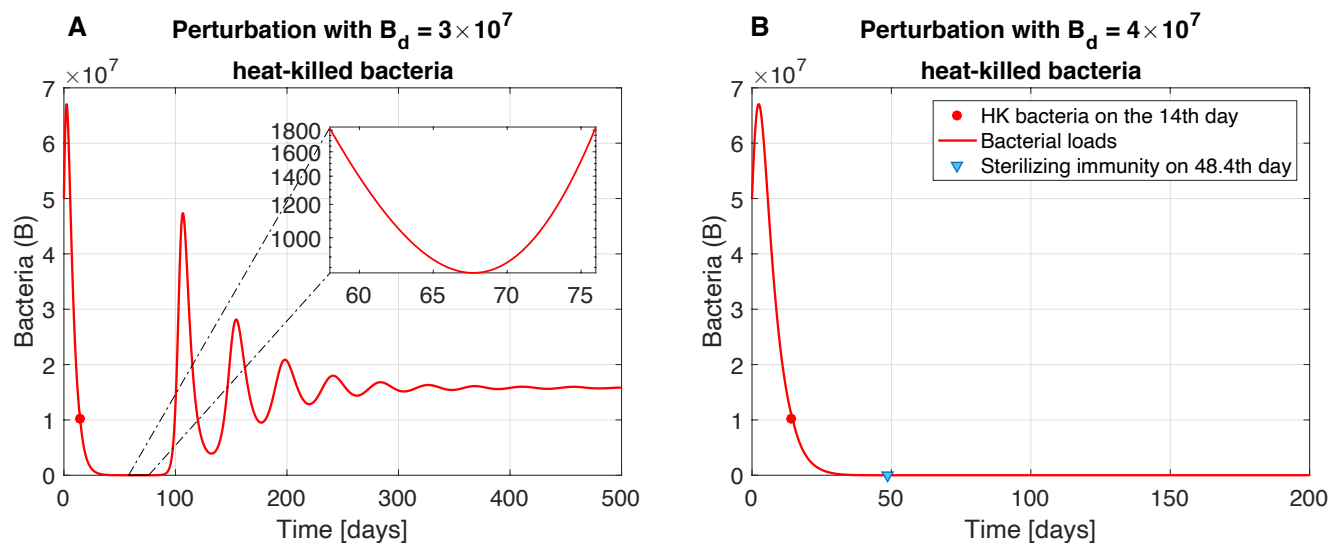 A
Perturbation with B_d = 3×10^7
heat-killed bacteria
×10^7
7
6
5
4
3
2
1
0
Bacteria (B)
0
100
200
300
400
500
Time [days]
1800
1600
1400
1200
1000
60
65
70
75
B
Perturbation with B_d = 4×10^7
heat-killed bacteria
×10^7
7
6
5
4
3
2
1
0
Bacteria (B)
0
50
100
150
200
Time [days]
HK bacteria on the 14th day
Bacterial loads
Sterilizing immunity on 48.4th day